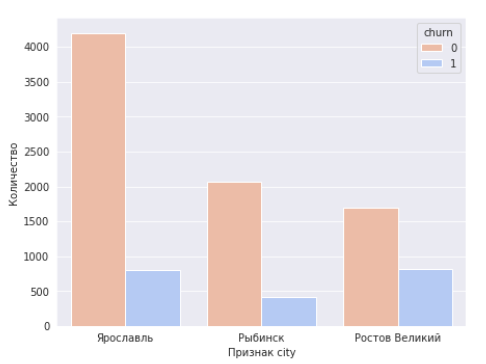 churn
0
1
4000
3500
3000
2500
2000
1500
1000
500
0
Количество
Ярославль
Рыбинск
Ростов Великий
Признак city